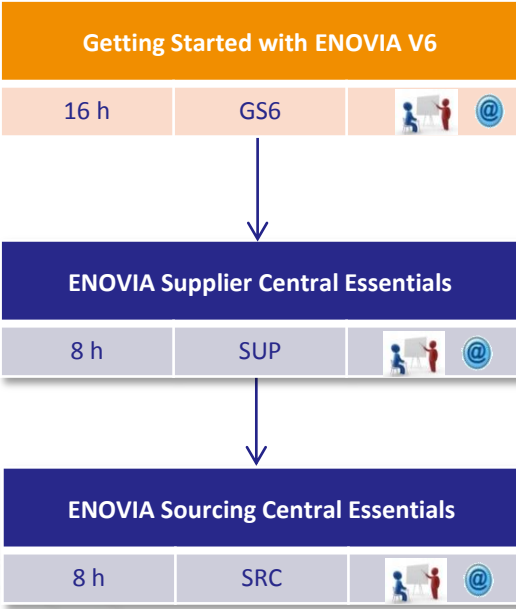 Getting Started with ENOVIA V6
16 h GS6 @
ENOVIA Supplier Central Essentials
8 h SUP @
ENOVIA Sourcing Central Essentials
8 h SRC @